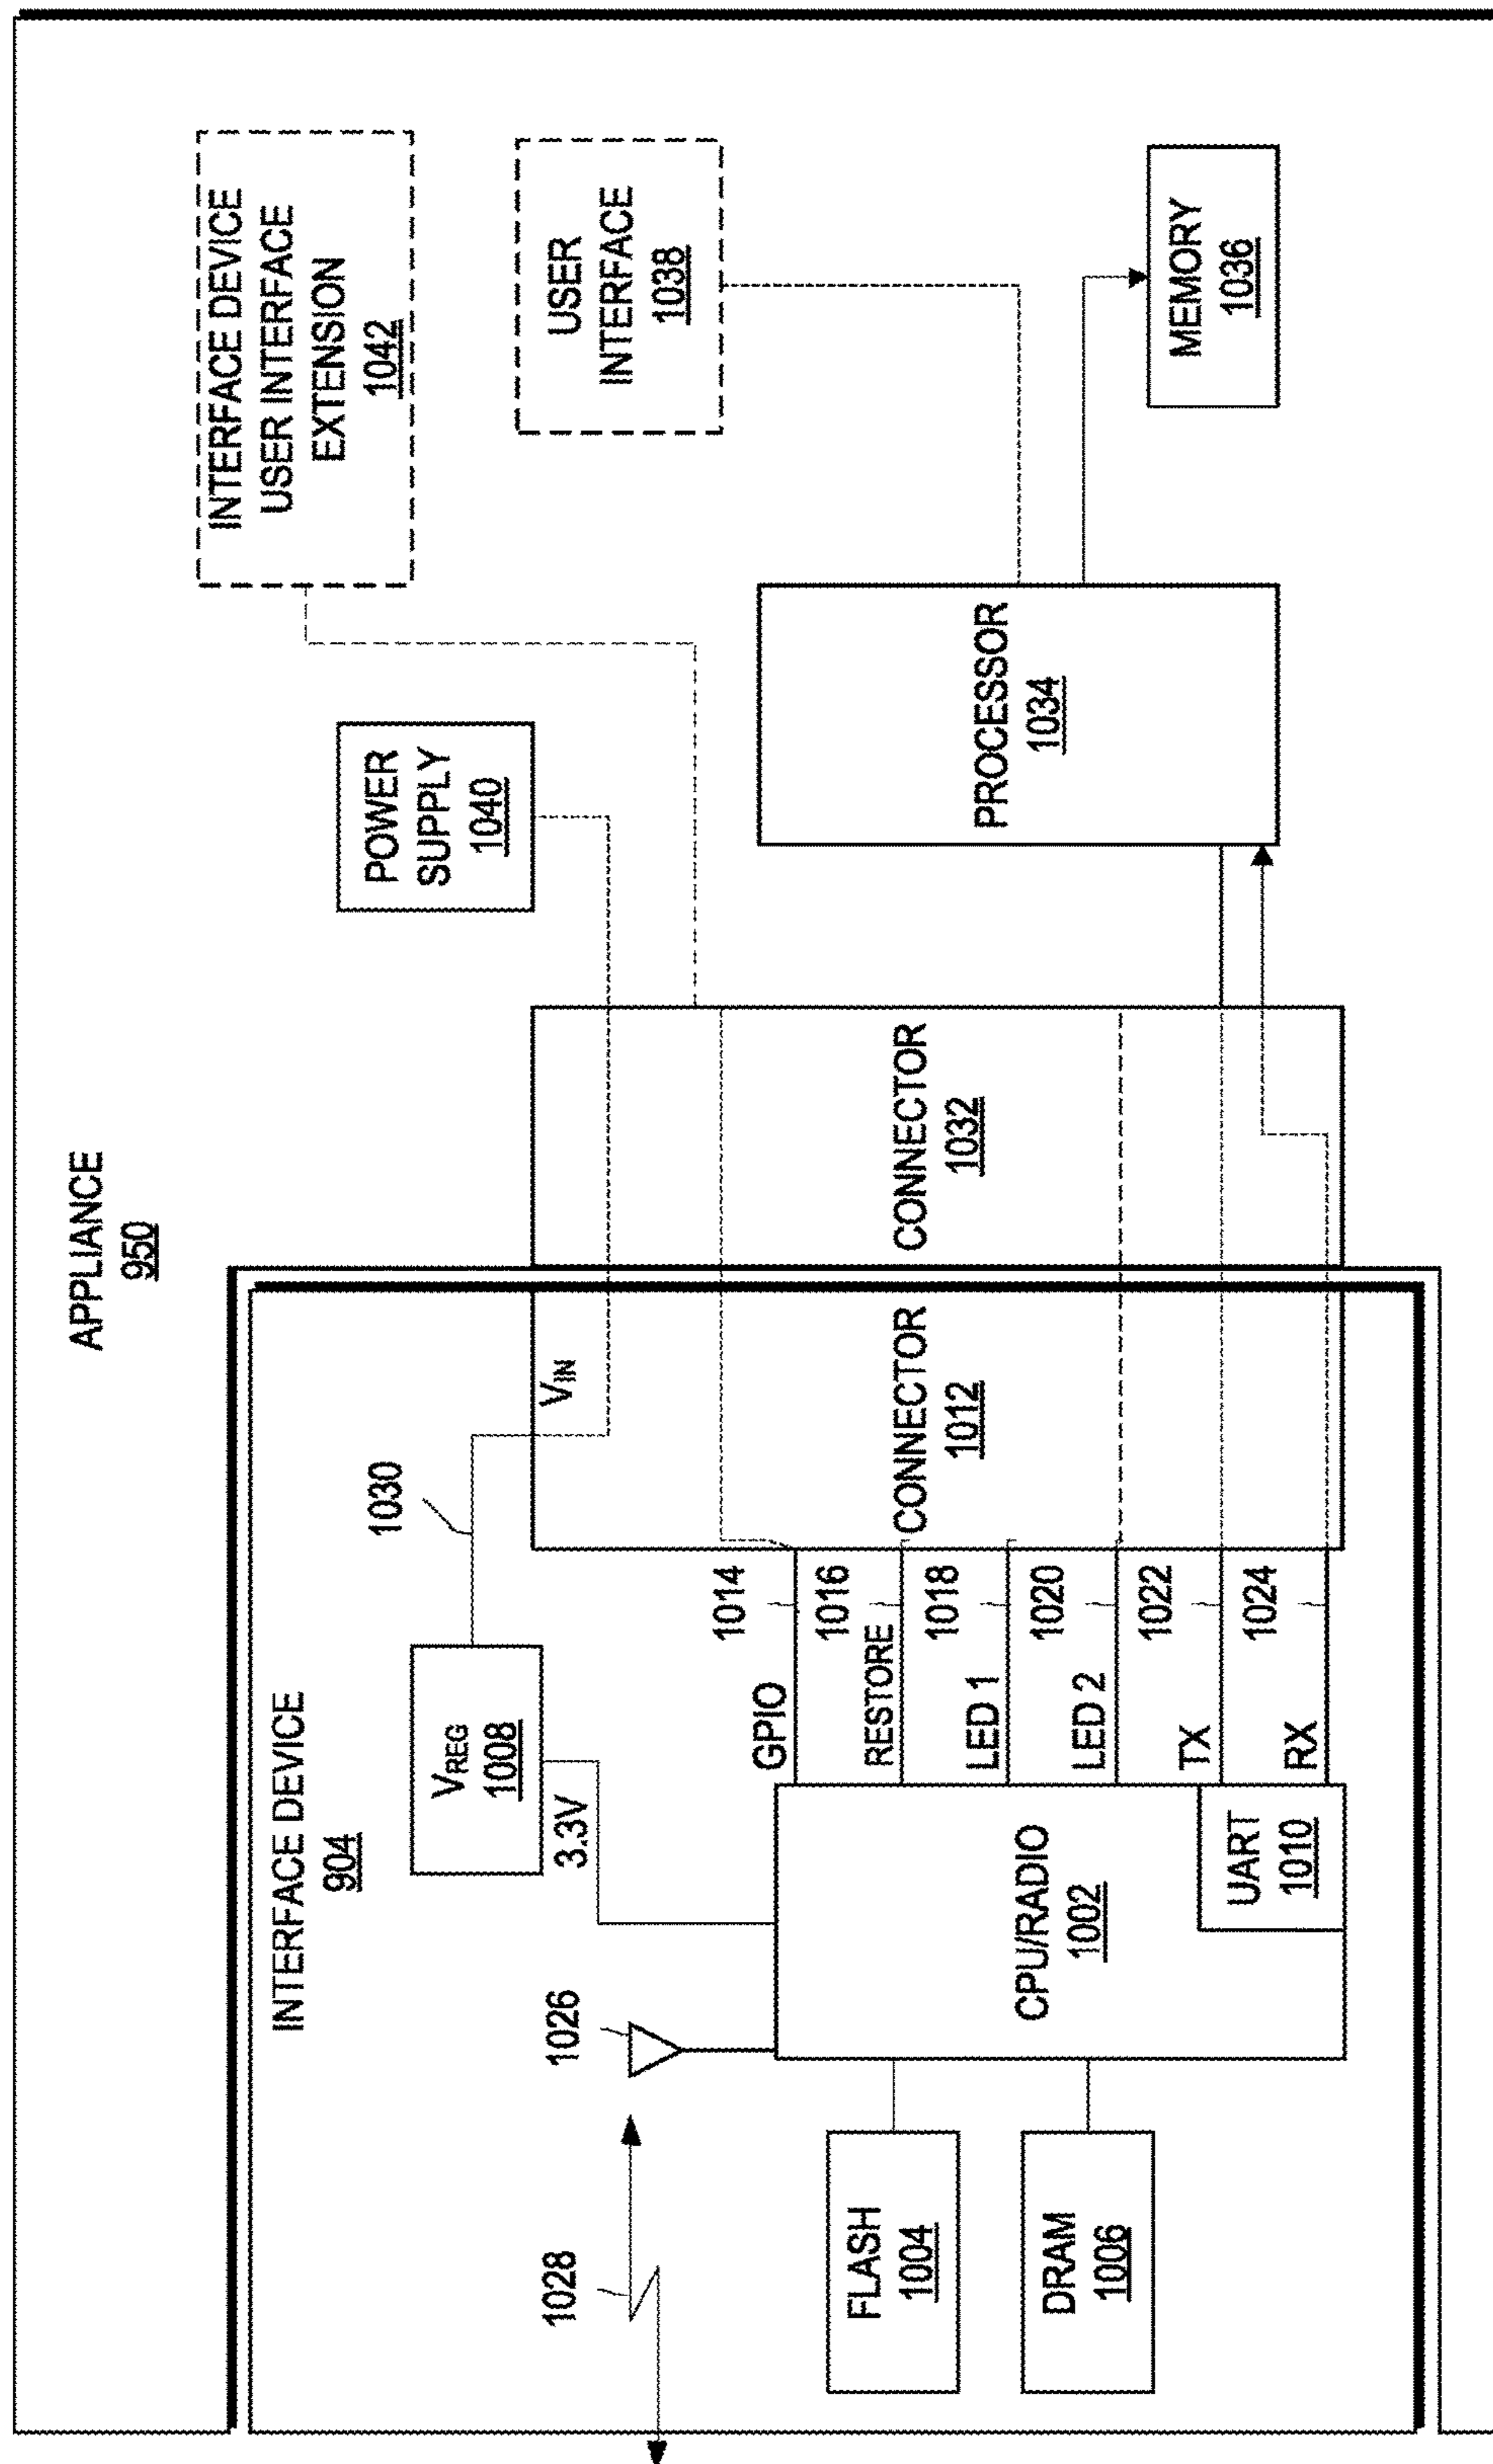 APPLIANCE
950
INTERFACE DEVICE
904
INTERFACE DEVICE
USER INTERFACE
EXTENSION
1042
POWER
SUPPLY
1040
USER
INTERFACE
1038
1030
VREG
1008
3.3V
VIN
1026
1028
FLASH
1004
DRAM
1006
CPU/RADIO
1002
UART
1010
GPIO
1014
RESTORE
1016
LED 1
1018
LED 2
1020
TX
1022
RX
1024
CONNECTOR
1012
CONNECTOR
1032
PROCESSOR
1034
MEMORY
1036